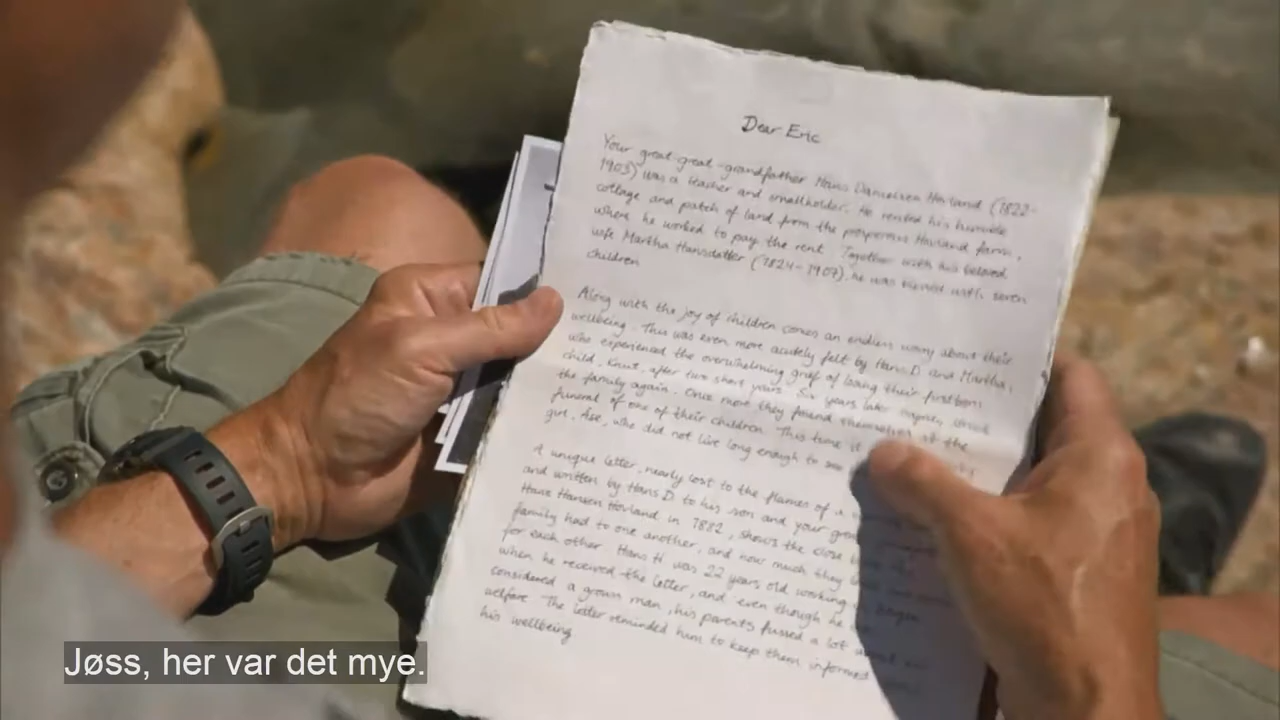 Dear Eric
Your great-great-grandfather Hans Danielsen Hovland (1822-
1903) was a teacher and smallholder. He rented his humble
cottage and patch of land from the prosperous Hovland farm,
where he worked to pay the rent. Together with his beloved
wife Martha Hansdatter (1824-1907), he was blessed with seven
children
Along with the joy of children comes an endless worry about their
wellbeing. This was even more acutely felt by Hans D and Martha,
who experienced the overwhelming grief of losing their firstborn
child, Knut, after two short years. Six years later tragedy struck
the family again. Once more they found themselves at the
funeral of one of their children. This time it
girl, Åse, who did not live long enough to see
A unique letter, nearly lost to the flames of a
and written by Hans D to his son and your
Hans Hansen Hovland in 1882, shows the close
family had to one another, and how much they
for each other. Hans H. was 22 years old working in Bergen
when he received the letter, and even though he
considered a grown man, his parents fussed a lot about his
welfare. The letter reminded him to keep them informed
his wellbeing
Jøss, her var det mye.